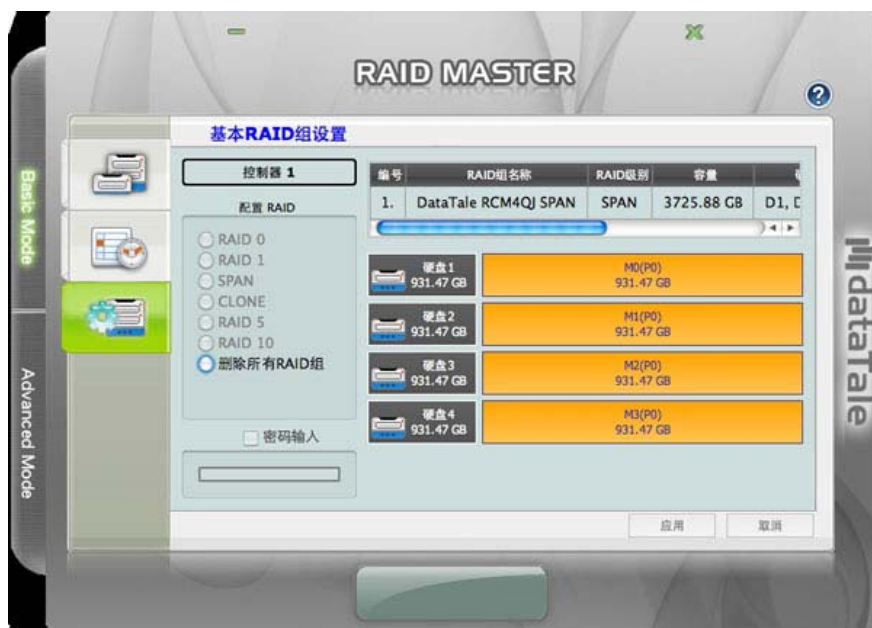 RAID MASTER
Basic Mode
Advanced Mode
基本RAID组设置
控制器 1
配置 RAID
RAID 0
RAID 1
SPAN
CLONE
RAID 5
RAID 10
删除所有RAID组
密码输入
编号 RAID组名称 RAID级别 容量
1. DataTale RCM4QJ SPAN SPAN 3725.88 GB D1,
硬盘1
931.47 GB
M0(P0)
931.47 GB
硬盘2
931.47 GB
M1(P0)
931.47 GB
硬盘3
931.47 GB
M2(P0)
931.47 GB
硬盘4
931.47 GB
M3(P0)
931.47 GB
应用 取消
dataTale